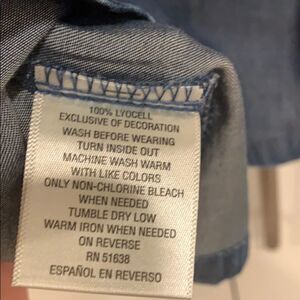 100% LYOCELL
EXCLUSIVE OF DECORATION
WASH BEFORE WEARING
TURN INSIDE OUT
MACHINE WASH WARM
WITH LIKE COLORS
ONLY NON-CHLORINE BLEACH
WHEN NEEDED
TUMBLE DRY LOW
WARM IRON WHEN NEEDED
ON REVERSE
RN 51638
ESPAÑOL EN REVERSO